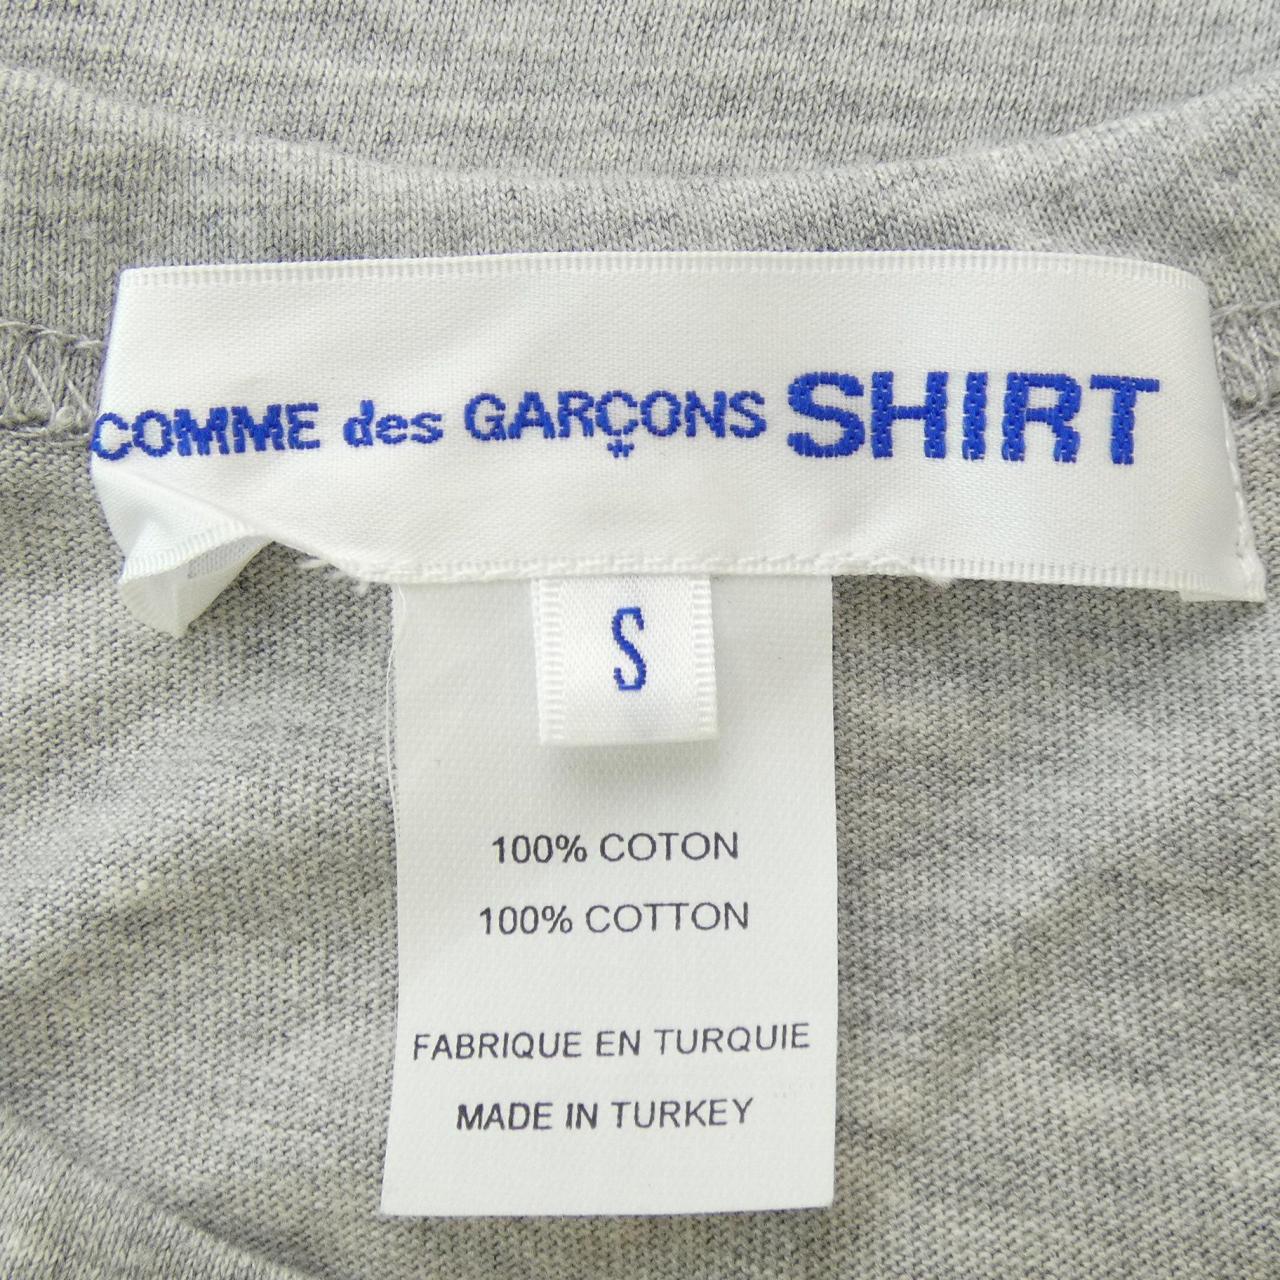 COMME des GARÇONS SHIRT
S
100% COTON
100% COTTON
FABRIQUE EN TURQUIE
MADE IN TURKEY